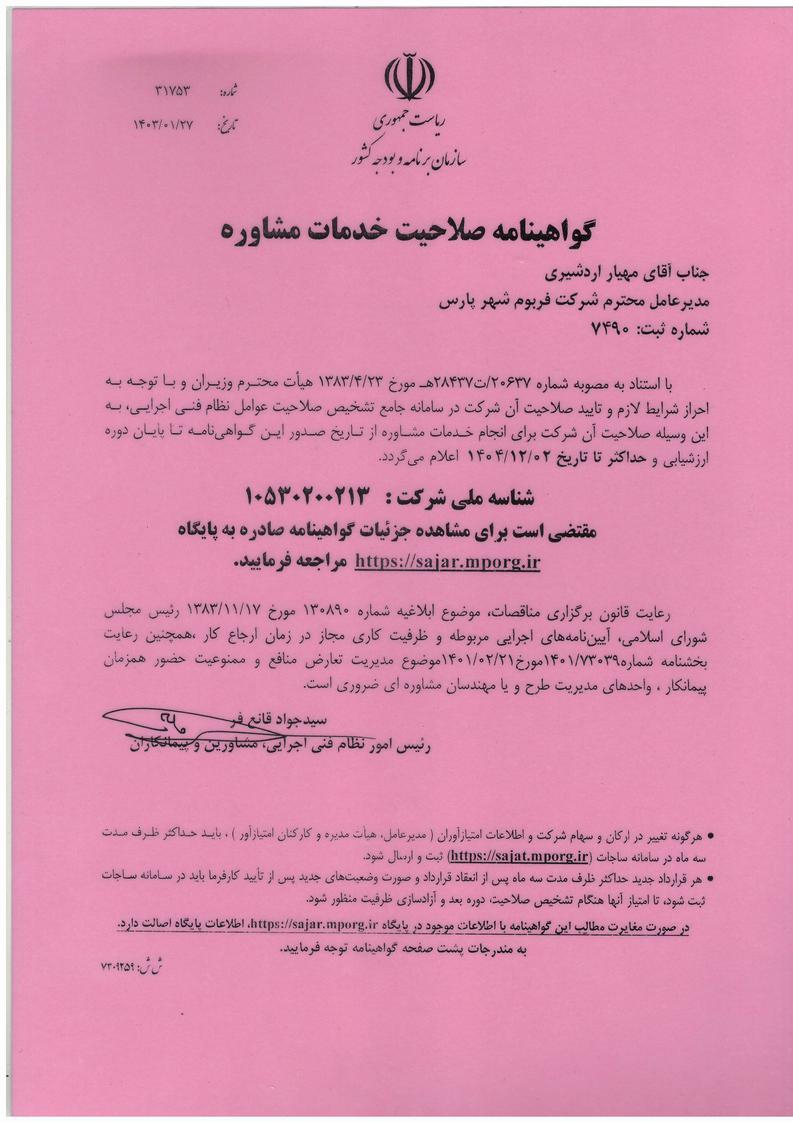 شماره: ۳۱۷۵۳
تاریخ: ۱۴۰۳/۰۱/۲۷
ریاست جمهوری
سازمان برنامه و بودجه کشور
گواهینامه صلاحیت خدمات مشاوره
جناب آقای مهیار اردشیری
مدیرعامل محترم شرکت فربوم شهر پارس
شماره ثبت: ۷۴۹۰
با استناد به مصوبه شماره ۲۰۶۳۷/ت۲۸۴۳۷هـ مورخ ۱۳۸۳/۴/۲۳ هیأت محترم وزیران و با توجه به
احراز شرایط لازم و تایید صلاحیت آن شرکت در سامانه جامع تشخیص صلاحیت عوامل نظام فنی اجرایی، به
این وسیله صلاحیت آن شرکت برای انجام خدمات مشاوره از تاریخ صدور این گواهی‌نامه تا پایان دوره
ارزشیابی و حداکثر تا تاریخ ۱۴۰۴/۱۲/۰۲ اعلام می‌گردد.
شناسه ملی شرکت : ۱۰۵۳۰۲۰۰۲۱۳
مقتضی است برای مشاهده جزئیات گواهینامه صادره به پایگاه
https://sajar.mporg.ir مراجعه فرمایید.
رعایت قانون برگزاری مناقصات، موضوع ابلاغیه شماره ۱۳۰۸۹۰ مورخ ۱۳۸۳/۱۱/۱۷ رئیس مجلس
شورای اسلامی، آیین‌نامه‌های اجرایی مربوطه و ظرفیت کاری مجاز در زمان ارجاع کار ،همچنین رعایت
بخشنامه شماره۱۴۰۱/۷۳۰۳۹مورخ۱۴۰۱/۰۲/۲۱موضوع مدیریت تعارض منافع و ممنوعیت حضور همزمان
پیمانکار ، واحدهای مدیریت طرح و یا مهندسان مشاوره ای ضروری است.
سیدجواد قانع فر
رئیس امور نظام فنی اجرایی، مشاورین و پیمانکاران
● هرگونه تغییر در ارکان و سهام شرکت و اطلاعات امتیازآوران ( مدیرعامل، هیأت مدیره و کارکنان امتیازآور ) ، باید حداکثر ظرف مدت
سه ماه در سامانه ساجات (https://sajat.mporg.ir) ثبت و ارسال شود.
● هر قرارداد جدید حداکثر ظرف مدت سه ماه پس از انعقاد قرارداد و صورت وضعیت‌های جدید پس از تأیید کارفرما باید در سامانه ساجات
ثبت شود، تا امتیاز آنها هنگام تشخیص صلاحیت، دوره بعد و آزادسازی ظرفیت منظور شود.
در صورت مغایرت مطالب این گواهینامه با اطلاعات موجود در پایگاه https://sajar.mporg.ir، اطلاعات پایگاه اصالت دارد.
به مندرجات پشت صفحه گواهینامه توجه فرمایید.
ش ش: ۷۳۰۹۲۵۹